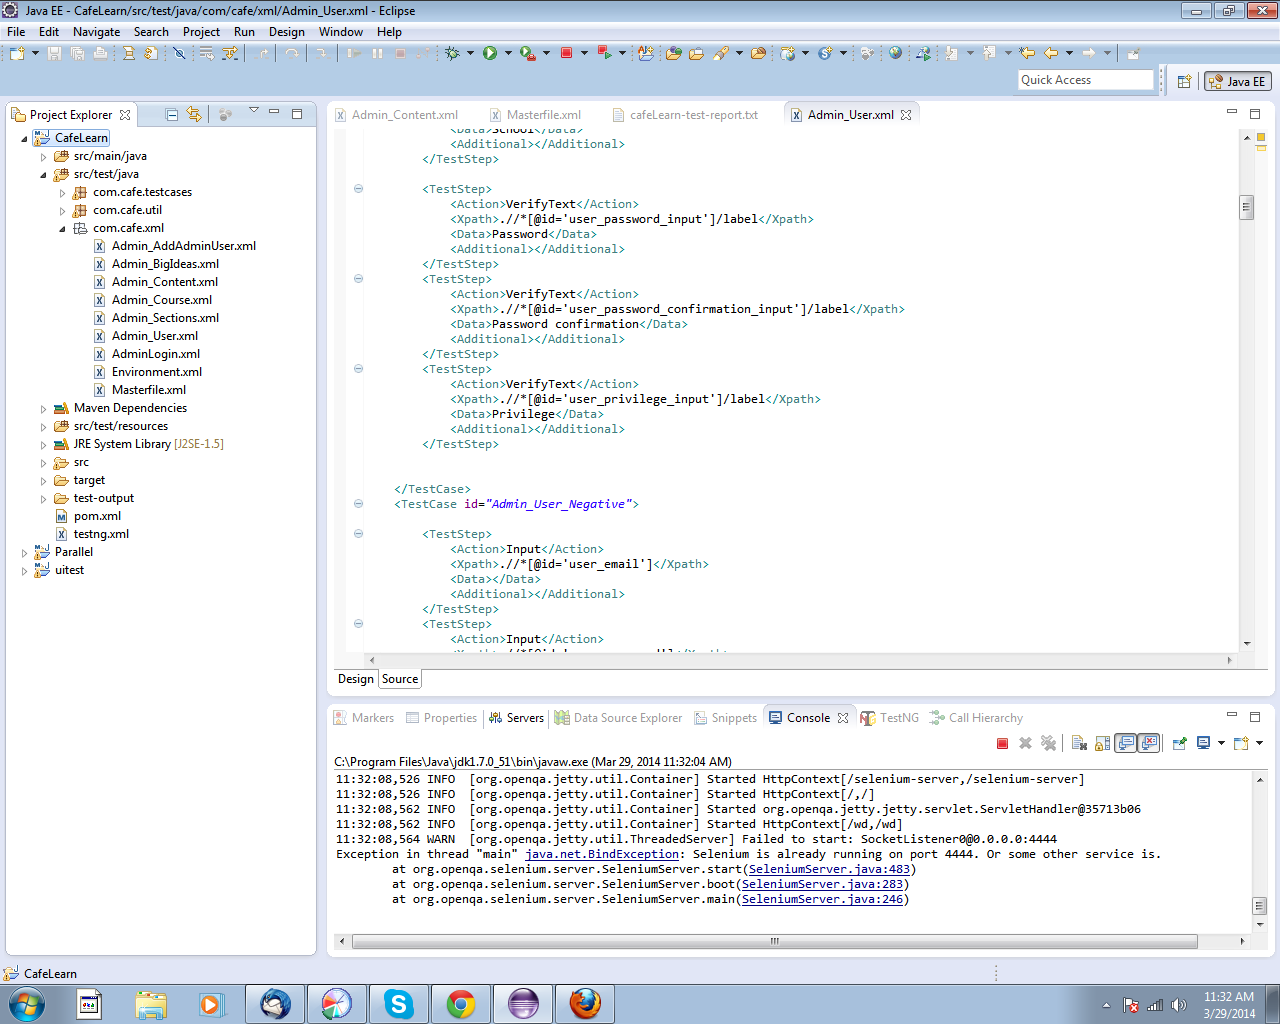 Java EE - CafeLearn/src/test/java/com/cafe/xml/Admin_User.xml - Eclipse
File Edit Navigate Search Project Run Design Window Help
Quick Access
Java EE
Project Explorer
CafeLearn
src/main/java
src/test/java
com.cafe.testcases
com.cafe.util
com.cafe.xml
Admin_AddAdminUser.xml
Admin_BigIdeas.xml
Admin_Content.xml
Admin_Course.xml
Admin_Sections.xml
Admin_User.xml
AdminLogin.xml
Environment.xml
Masterfile.xml
Maven Dependencies
src/test/resources
JRE System Library [J2SE-1.5]
src
target
test-output
pom.xml
testng.xml
Parallel
uitest
Admin_Content.xml Masterfile.xml cafeLearn-test-report.txt Admin_User.xml
<Data>School</Data>
<Additional></Additional>
</TestStep>
<TestStep>
<Action>VerifyText</Action>
<Xpath>.//*[@id='user_password_input']/label</Xpath>
<Data>Password</Data>
<Additional></Additional>
</TestStep>
<TestStep>
<Action>VerifyText</Action>
<Xpath>.//*[@id='user_password_confirmation_input']/label</Xpath>
<Data>Password confirmation</Data>
<Additional></Additional>
</TestStep>
<TestStep>
<Action>VerifyText</Action>
<Xpath>.//*[@id='user_privilege_input']/label</Xpath>
<Data>Privilege</Data>
<Additional></Additional>
</TestStep>
</TestCase>
<TestCase id="Admin_User_Negative">
<TestStep>
<Action>Input</Action>
<Xpath>.//*[@id='user_email']</Xpath>
<Data></Data>
<Additional></Additional>
</TestStep>
<TestStep>
<Action>Input</Action>
Design Source
Markers Properties Servers Data Source Explorer Snippets Console TestNG Call Hierarchy
C:\Program Files\Java\jdk1.7.0_51\bin\javaw.exe (Mar 29, 2014 11:32:04 AM)
11:32:08,526 INFO [org.openqa.jetty.util.Container] Started HttpContext[/selenium-server,/selenium-server]
11:32:08,526 INFO [org.openqa.jetty.util.Container] Started HttpContext[/,/]
11:32:08,562 INFO [org.openqa.jetty.util.Container] Started org.openqa.jetty.jetty.servlet.ServletHandler@35713b06
11:32:08,562 INFO [org.openqa.jetty.util.Container] Started HttpContext[/wd,/wd]
11:32:08,564 WARN [org.openqa.jetty.util.ThreadedServer] Failed to start: SocketListener0@0.0.0.0:4444
Exception in thread "main" java.net.BindException: Selenium is already running on port 4444. Or some other service is.
at org.openqa.selenium.server.SeleniumServer.start(SeleniumServer.java:483)
at org.openqa.selenium.server.SeleniumServer.boot(SeleniumServer.java:283)
at org.openqa.selenium.server.SeleniumServer.main(SeleniumServer.java:246)
CafeLearn
11:32 AM
3/29/2014